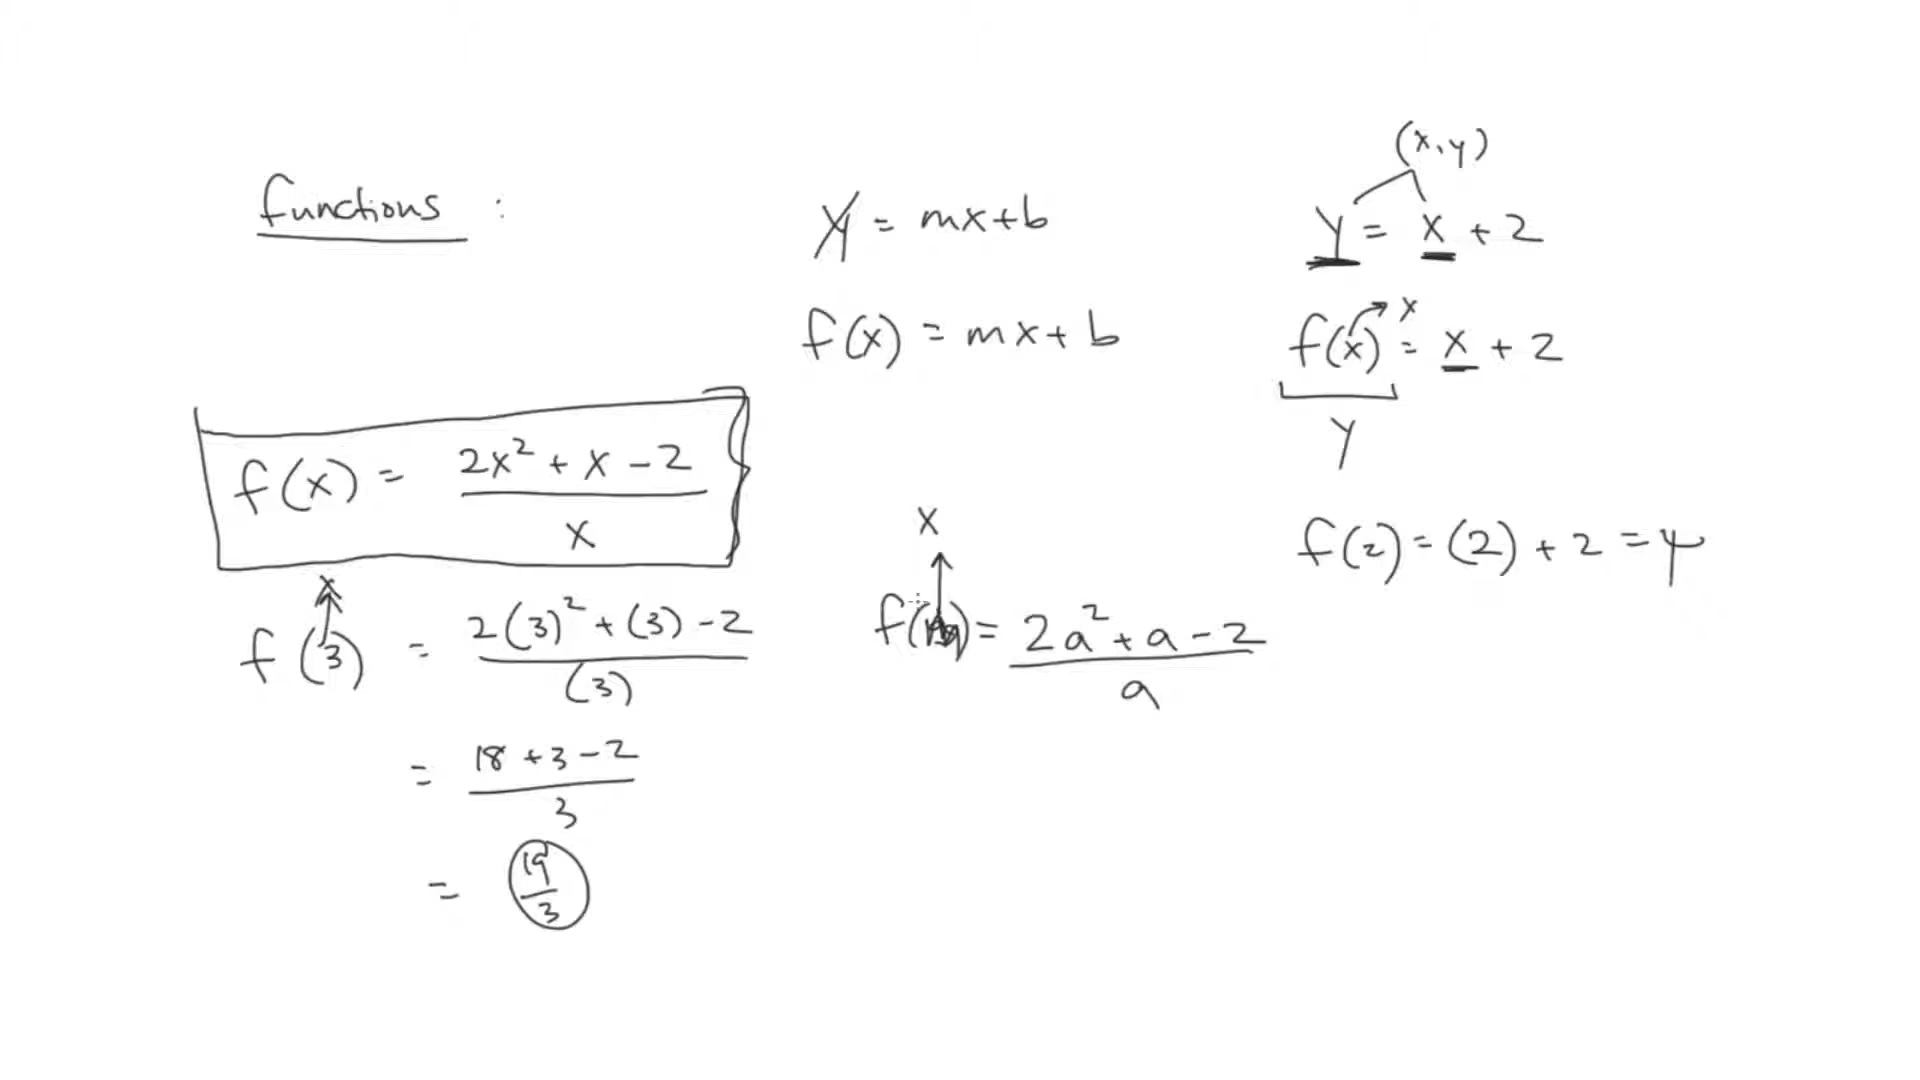 functions :
y = mx+b
f(x) = mx + b
(x,y)
y = x + 2
x
f(x) = x + 2
y
f(2) = (2) + 2 = 4
f(x) = (2x² + x - 2) / x
x
f(3) = (2(3)² + (3) - 2) / (3)
= (18 + 3 - 2) / 3
= 19/3
x
f( ) = (2a² + a - 2) / a